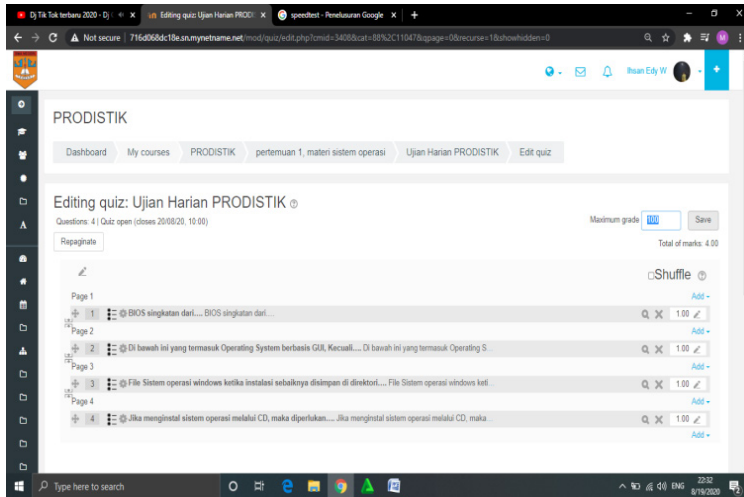 Dj Tik Tok terbaru 2020 - Dj
Editing quiz: Ujian Harian PRODI
speedtest - Penelusuran Google
Not secure | 716d068dc18e.sn.mynetname.net/mod/quiz/edit.php?cmid=3408&cat=88%2C11047&qpage=0&recurse=1&showhidden=0
M
Ihsan Edy W
PRODISTIK
Dashboard My courses PRODISTIK pertemuan 1, materi sistem operasi Ujian Harian PRODISTIK Edit quiz
Editing quiz: Ujian Harian PRODISTIK
Questions: 4 | Quiz open (closes 20/08/20, 10:00)
Maximum grade 100 Save
Repaginate
Total of marks: 4.00
Shuffle
Page 1 Add
1 BIOS singkatan dari.... BIOS singkatan dari... 1.00
Page 2 Add
2 Di bawah ini yang termasuk Operating System berbasis GUI, Kecuali.... Di bawah ini yang termasuk Operating S... 1.00
Page 3 Add
3 File Sistem operasi windows ketika instalasi sebaiknya disimpan di direktori.... File Sistem operasi windows keti... 1.00
Page 4 Add
4 Jika menginstal sistem operasi melalui CD, maka diperlukan.... Jika menginstal sistem operasi melalui CD, maka... 1.00
Add
Type here to search
ENG
22:32
8/19/2020